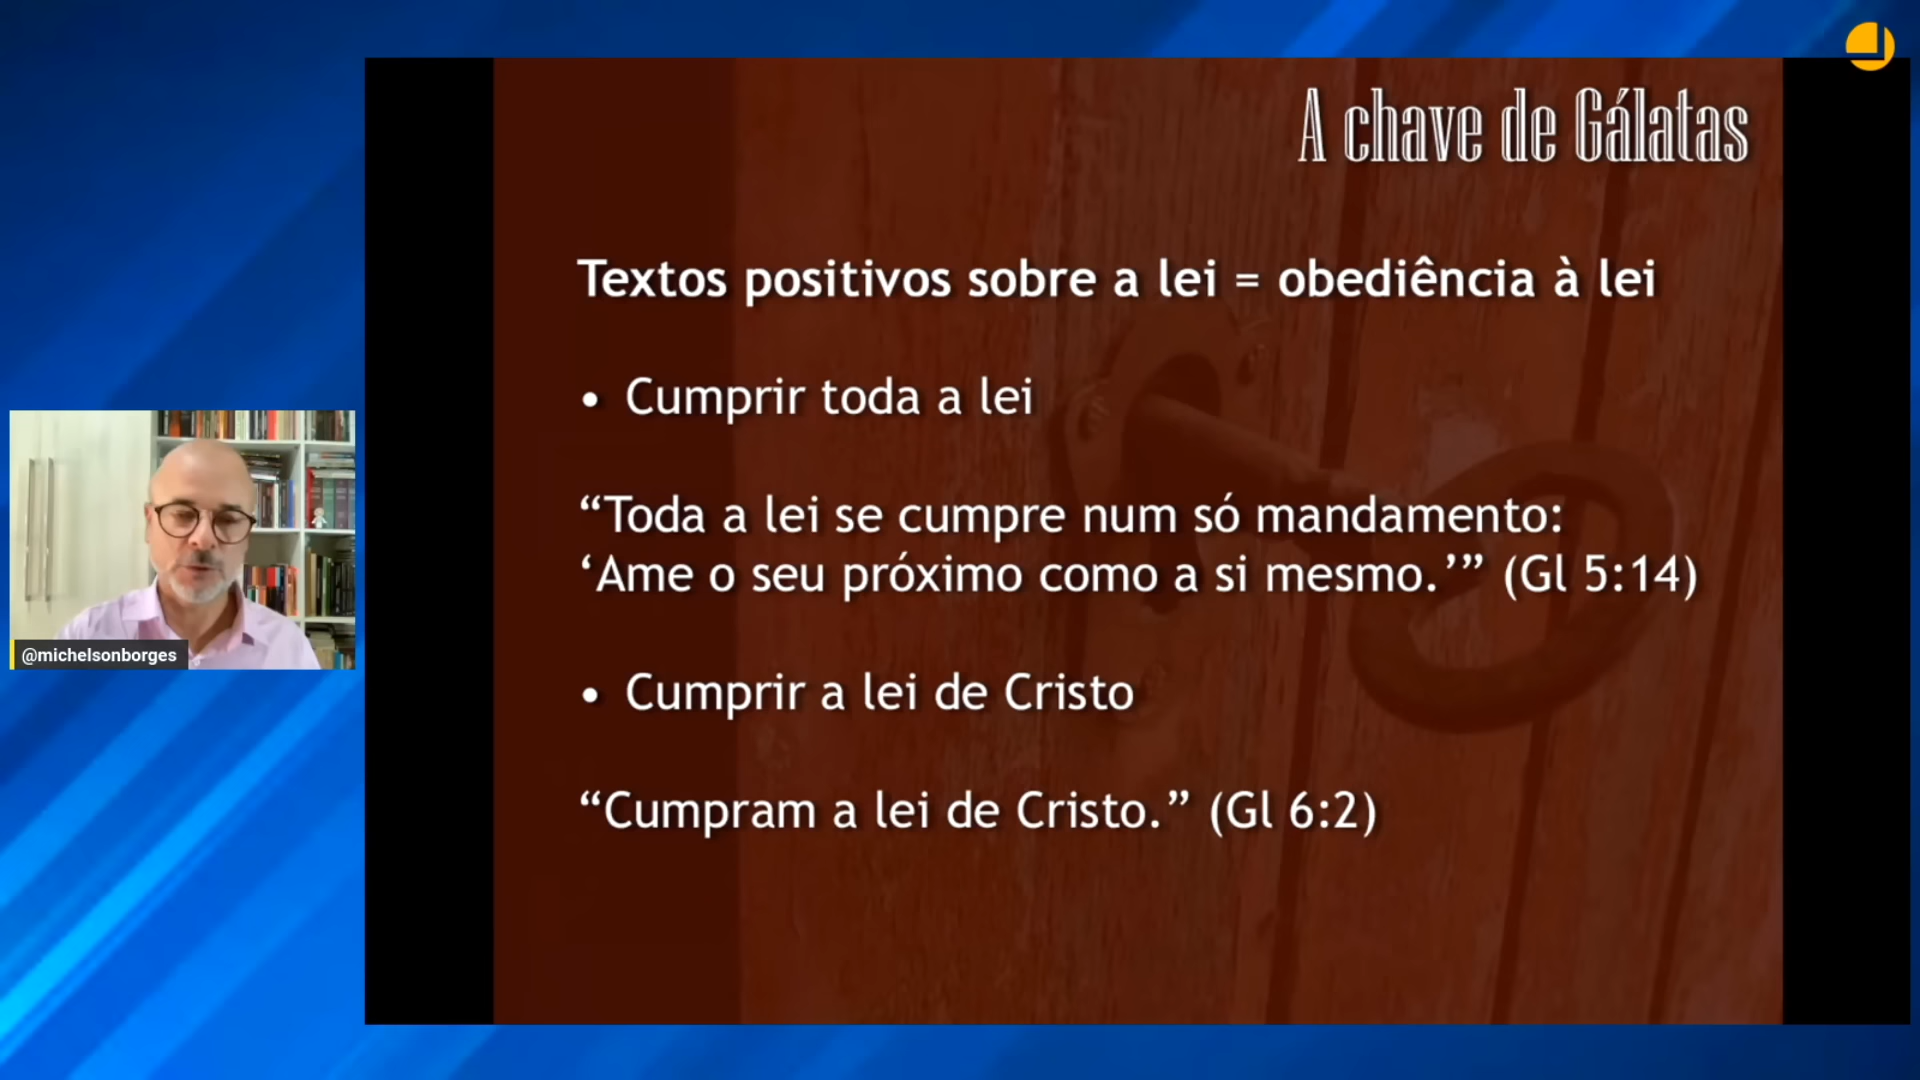 A chave de Gálatas
Textos positivos sobre a lei = obediência à lei
• Cumprir toda a lei
“Toda a lei se cumpre num só mandamento:
‘Ame o seu próximo como a si mesmo.’” (Gl 5:14)
• Cumprir a lei de Cristo
“Cumpram a lei de Cristo.” (Gl 6:2)
@michelsonborges